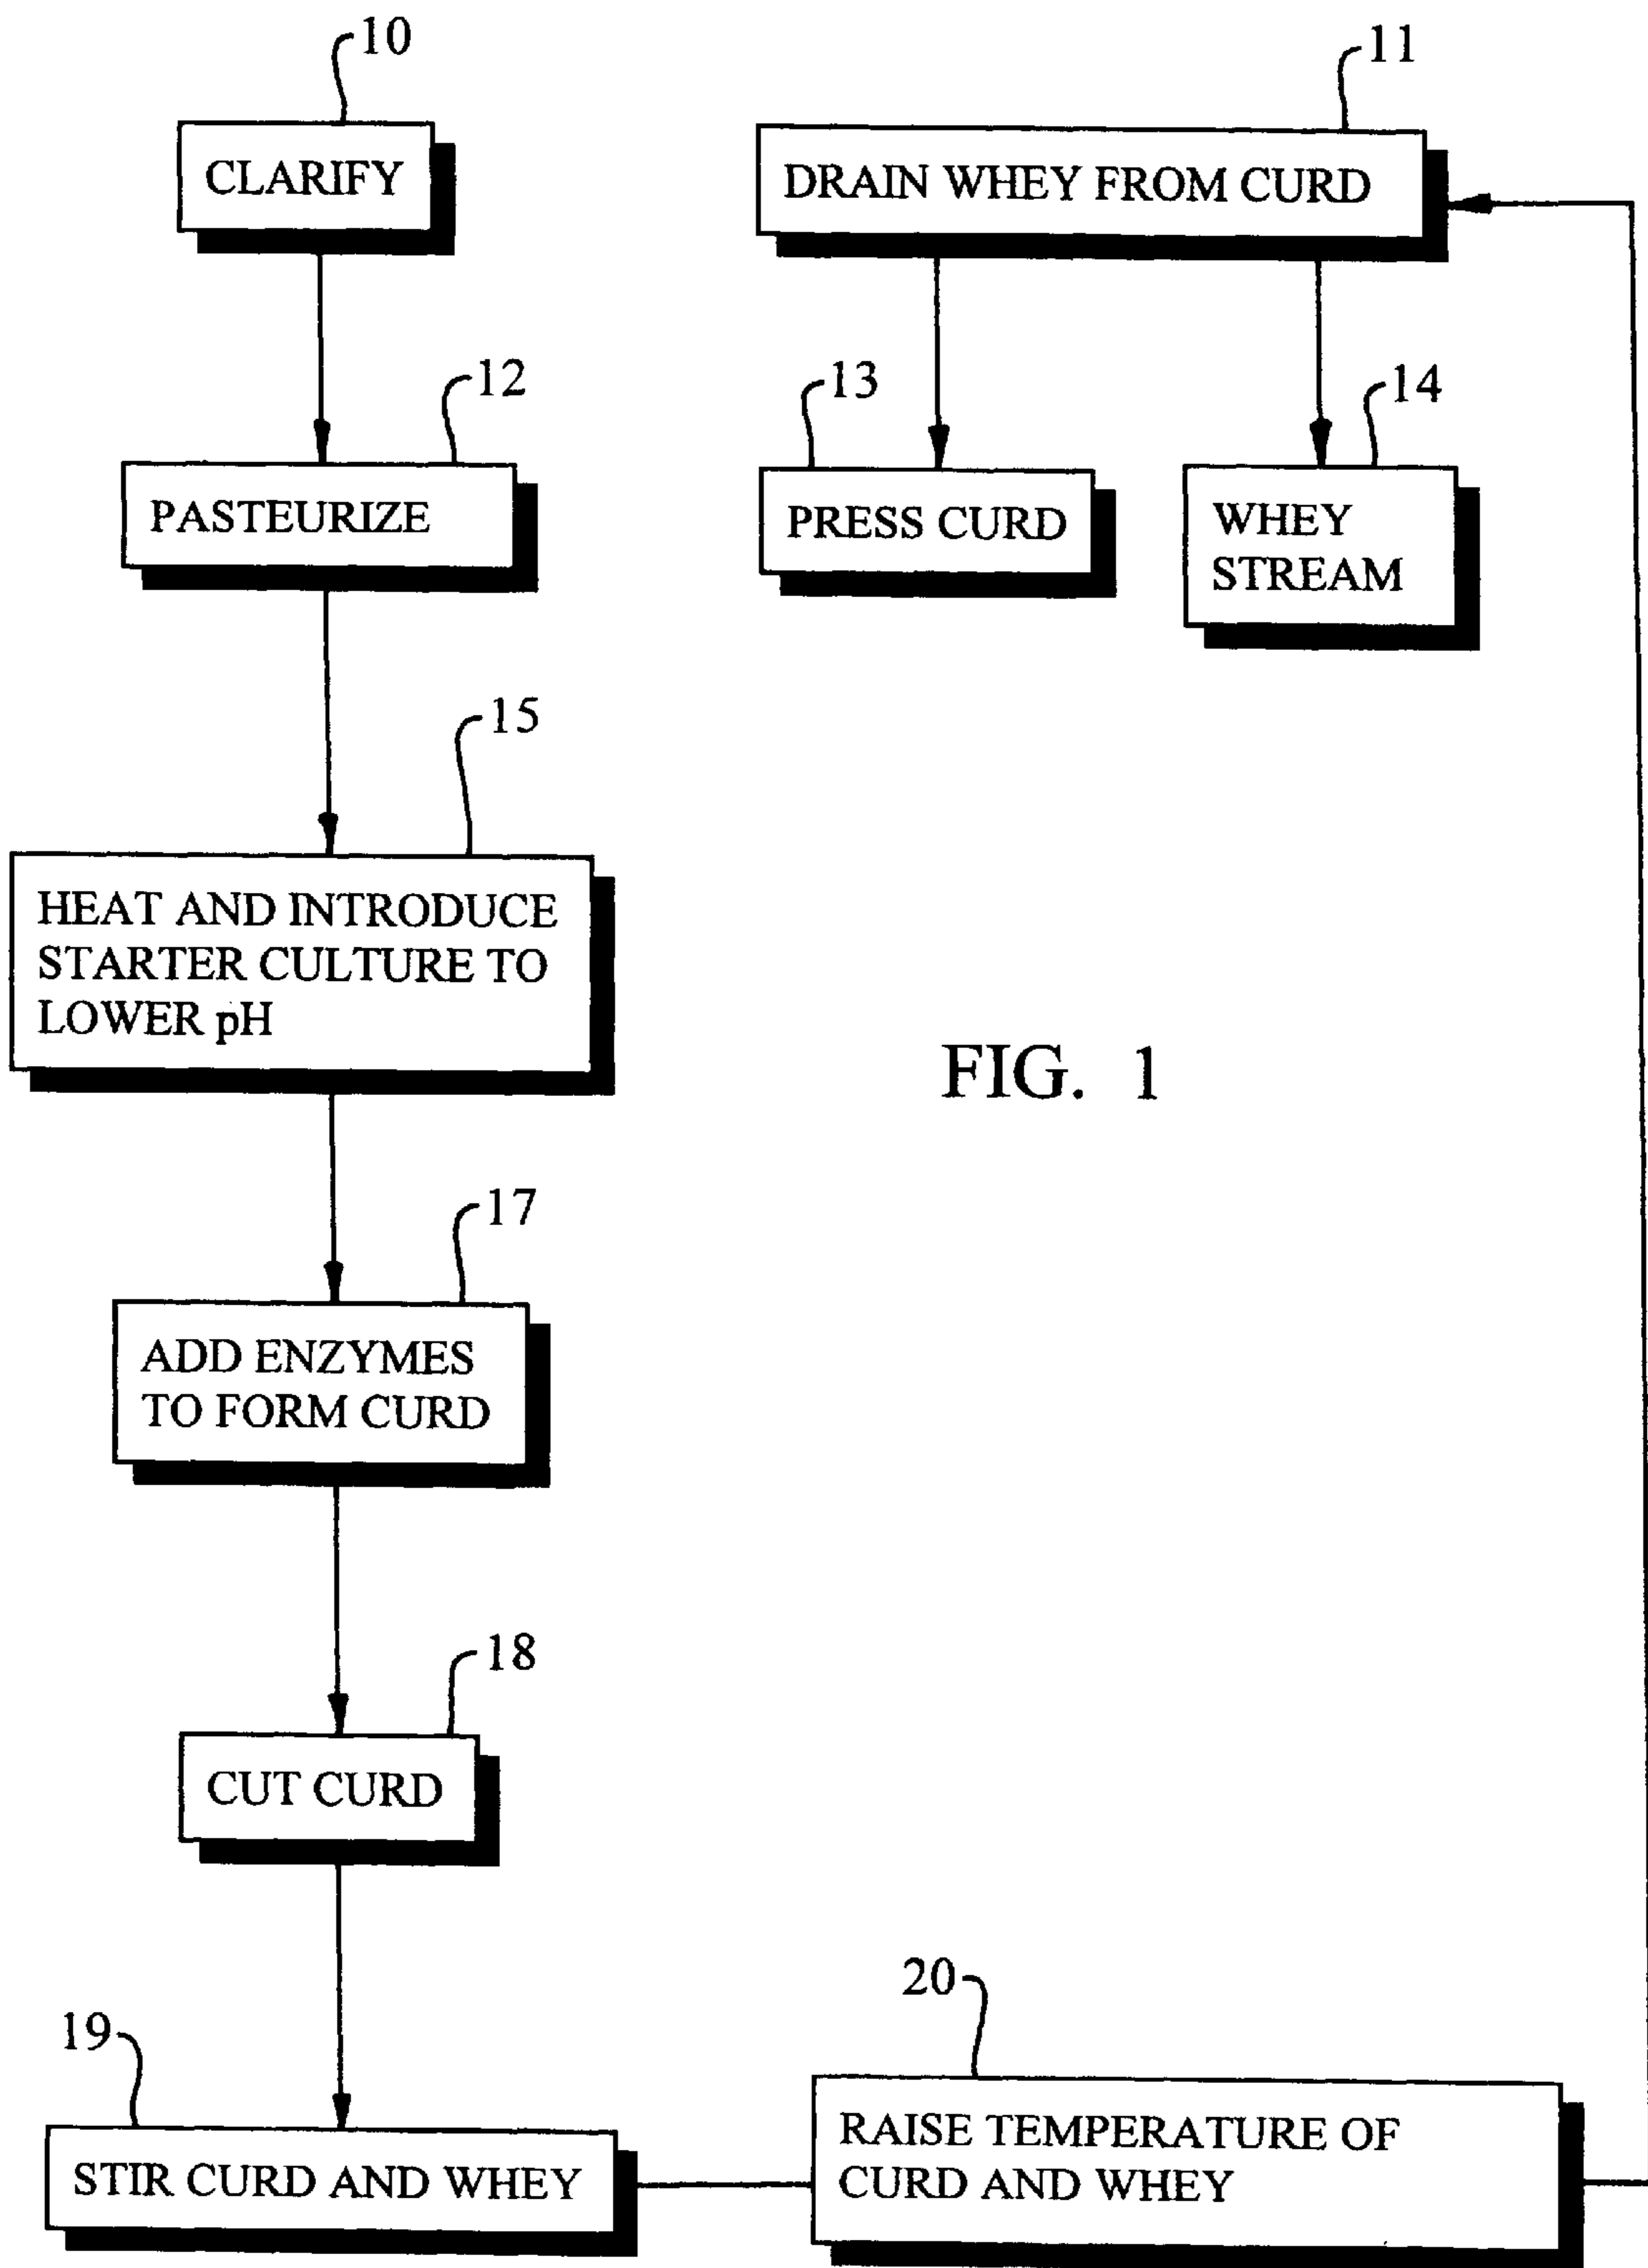 10
CLARIFY
11
DRAIN WHEY FROM CURD
12
PASTEURIZE
13
PRESS CURD
14
WHEY
STREAM
15
HEAT AND INTRODUCE
STARTER CULTURE TO
LOWER pH
FIG. 1
17
ADD ENZYMES
TO FORM CURD
18
CUT CURD
19
STIR CURD AND WHEY
20
RAISE TEMPERATURE OF
CURD AND WHEY